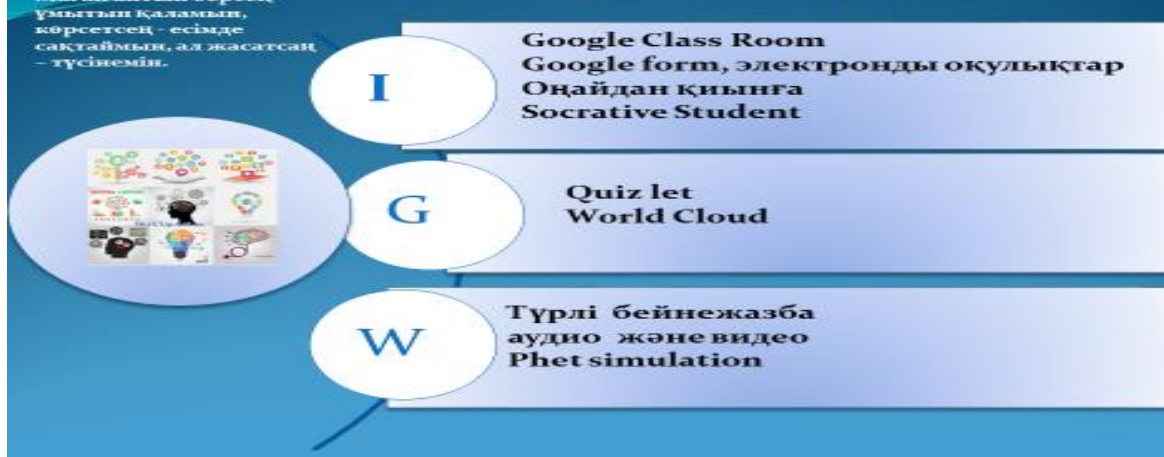 ұмытып қаламын,
көрсетсең - есімде
сақтаймын, ал жасатсаң
– түсінемін.
I
Google Class Room
Google form, электронды оқулықтар
Оңайдан қиынға
Socrative Student
G
Quiz let
World Cloud
W
Түрлі бейнежазба
аудио және видео
Phet simulation